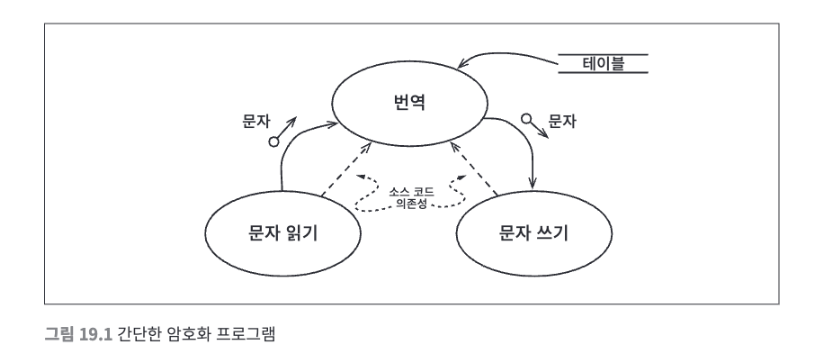 테이블
번역
문자
문자
소스 코드
의존성
문자 읽기
문자 쓰기
그림 19.1 간단한 암호화 프로그램